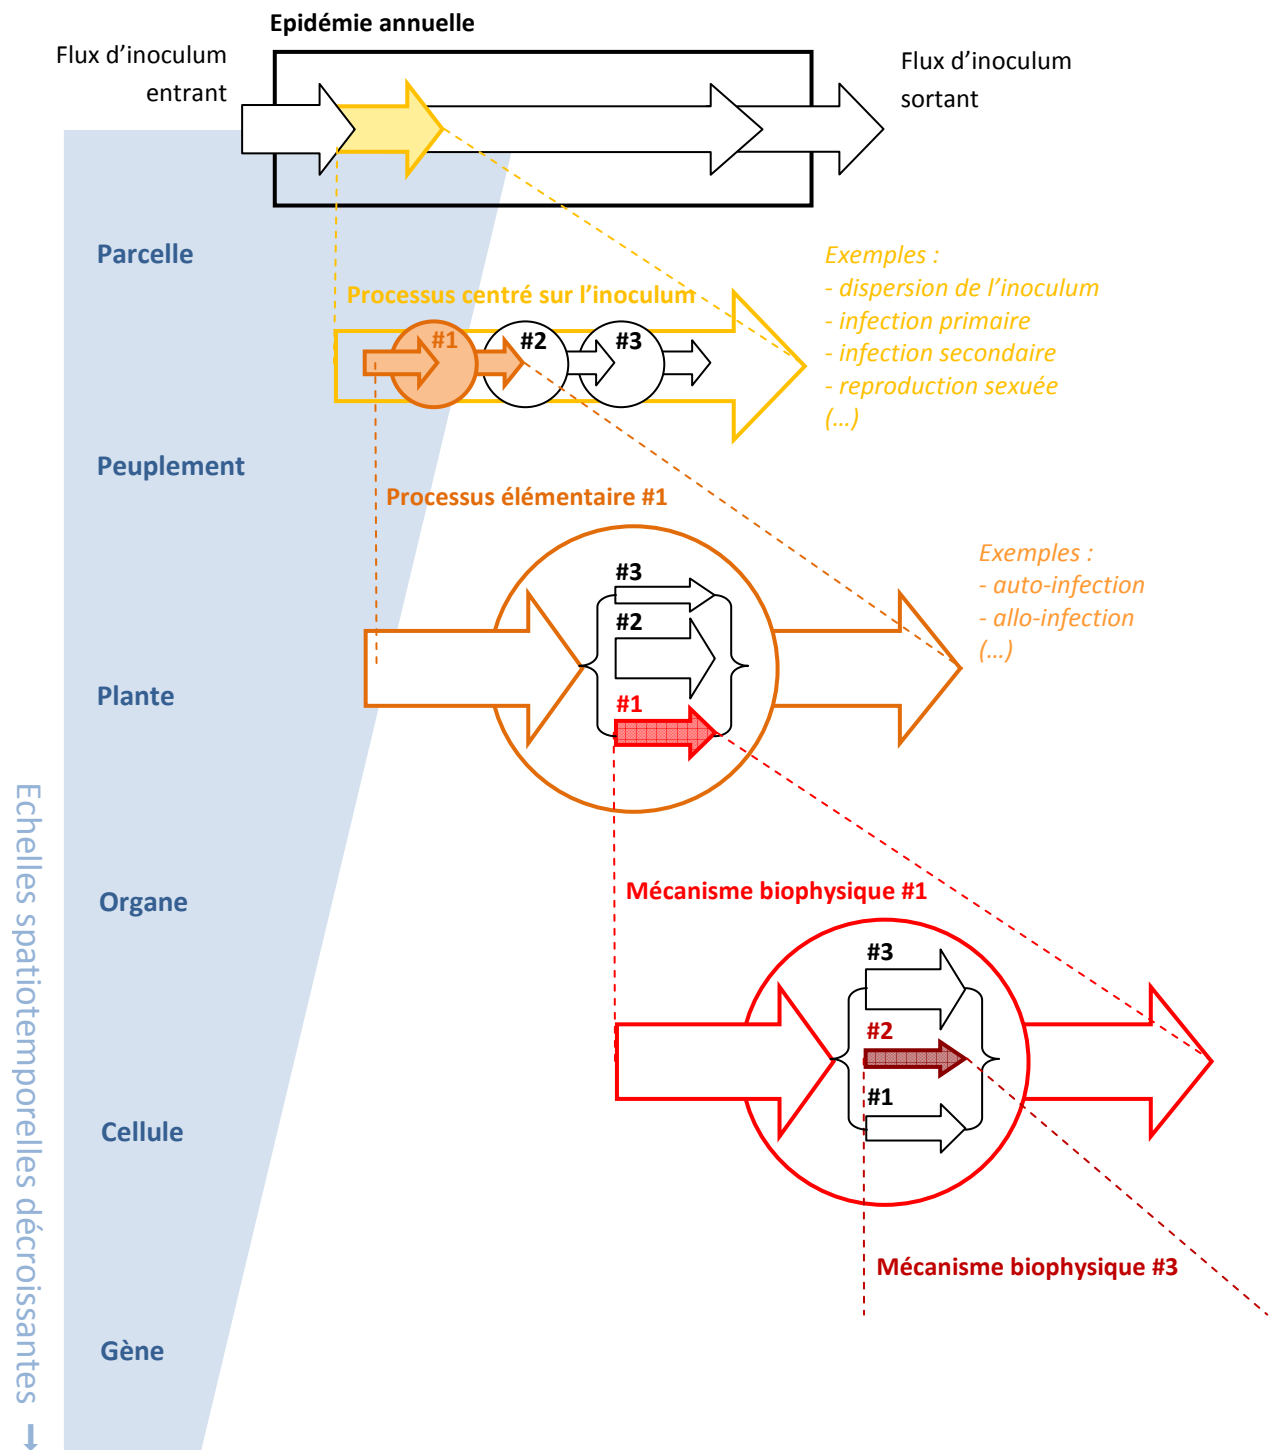 Epidémie annuelle
Flux d'inoculum
entrant
Flux d'inoculum
sortant
Parcelle
Exemples :
- dispersion de l'inoculum
- infection primaire
- infection secondaire
- reproduction sexuée
(...)
Processus centré sur l'inoculum
#1
#2
#3
Peuplement
Processus élémentaire #1
Exemples :
- auto-infection
- allo-infection
(...)
#3
#2
#1
Plante
Organe
Mécanisme biophysique #1
#3
#2
#1
Cellule
Mécanisme biophysique #3
Gène
Echelles spatiotemporelles décroissantes →